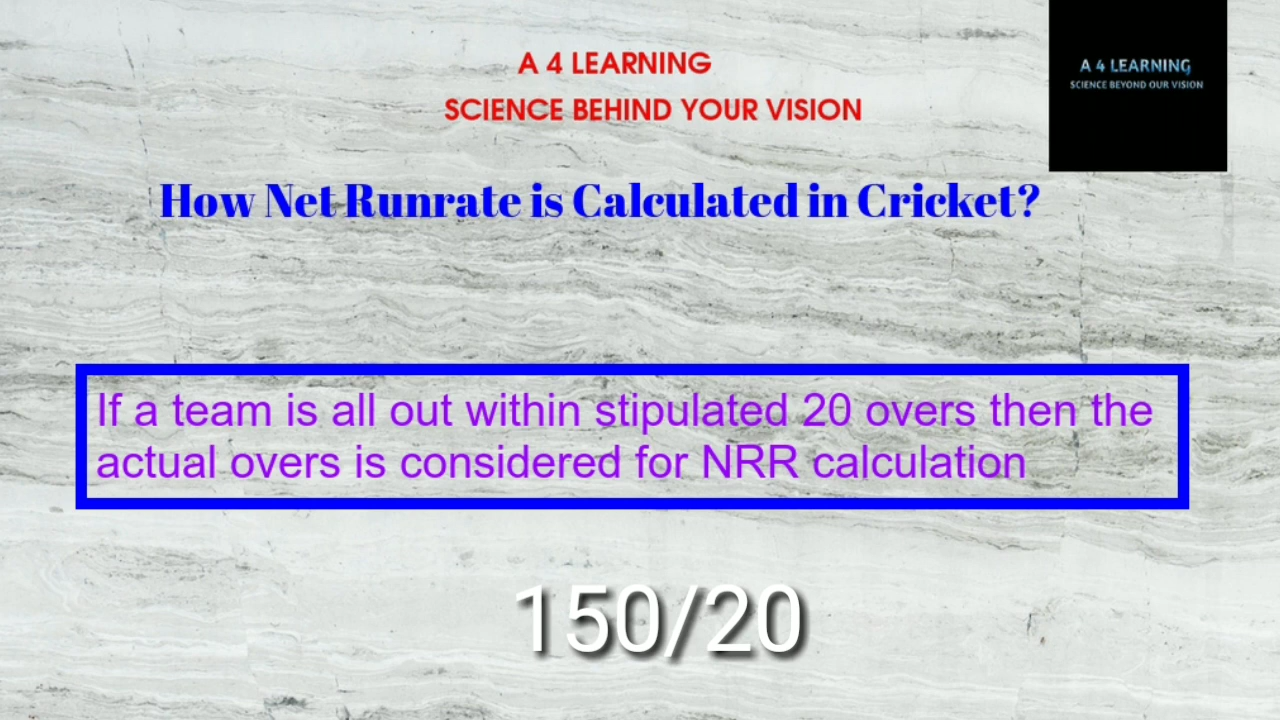 A 4 LEARNING
SCIENCE BEHIND YOUR VISION
A 4 LEARNING
SCIENCE BEYOND OUR VISION
How Net Runrate is Calculated in Cricket?
If a team is all out within stipulated 20 overs then the
actual overs is considered for NRR calculation
150/20